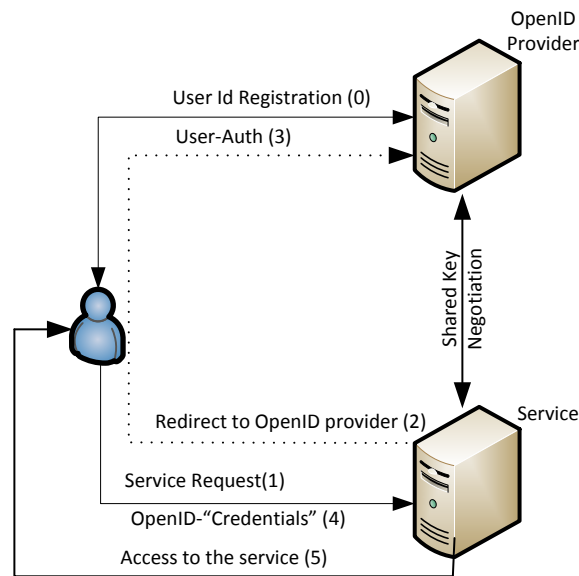 OpenID
Provider
User Id Registration (0)
User-Auth (3)
Shared Key
Negotiation
Redirect to OpenID provider (2)
Service
Service Request(1)
OpenID-“Credentials” (4)
Access to the service (5)